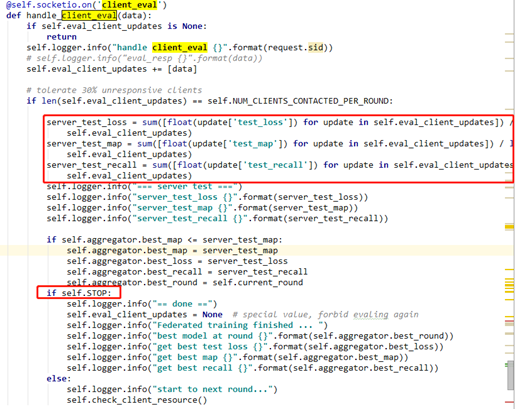 @self.socketio.on('client_eval')
def handle_client_eval(data):
    if self.eval_client_updates is None:
        return
    self.logger.info("handle client_eval {}".format(request.sid))
    # self.logger.info("eval_resp {}".format(data))
    self.eval_client_updates += [data]

    # tolerate 30% unresponsive clients
    if len(self.eval_client_updates) == self.NUM_CLIENTS_CONTACTED_PER_ROUND:

        server_test_loss = sum([float(update['test_loss']) for update in self.eval_client_updates]) /
            self.eval_client_updates)
        server_test_map = sum([float(update['test_map']) for update in self.eval_client_updates]) / l
            self.eval_client_updates)
        server_test_recall = sum([float(update['test_recall']) for update in self.eval_client_updates
            self.eval_client_updates)
        self.logger.info("=== server test ===")
        self.logger.info("server_test_loss {}".format(server_test_loss))
        self.logger.info("server_test_map {}".format(server_test_map))
        self.logger.info("server_test_recall {}".format(server_test_recall))

        if self.aggregator.best_map <= server_test_map:
            self.aggregator.best_map = server_test_map
            self.aggregator.best_loss = server_test_loss
            self.aggregator.best_recall = server_test_recall
            self.aggregator.best_round = self.current_round
        if self.STOP:
            self.logger.info("== done ==")
            self.eval_client_updates = None  # special value, forbid evaling again
            self.logger.info("Federated training finished ... ")
            self.logger.info("best model at round {}".format(self.aggregator.best_round))
            self.logger.info("get best test loss {}".format(self.aggregator.best_loss))
            self.logger.info("get best map {}".format(self.aggregator.best_map))
            self.logger.info("get best recall {}".format(self.aggregator.best_recall))
        else:
            self.logger.info("start to next round...")
            self.check_client_resource()